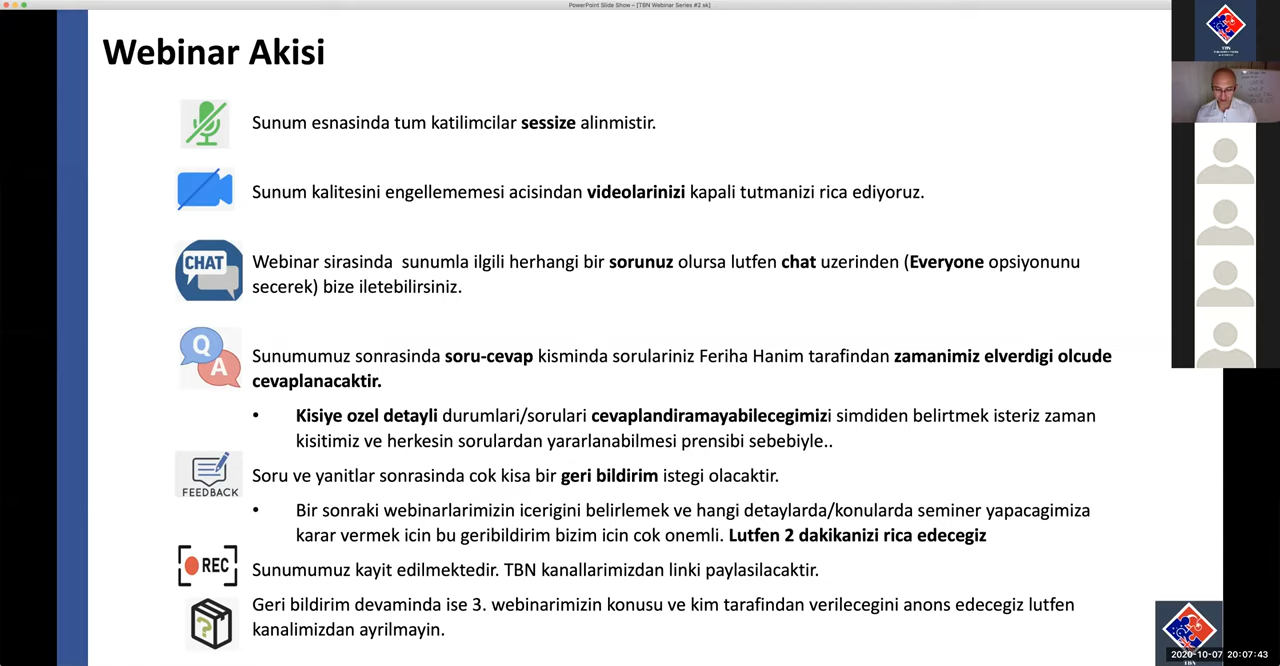 PowerPoint Slide Show - [TBN Webinar Series #2 sk]
Webinar Akisi
Sunum esnasinda tum katilimcilar sessize alinmistir.
Sunum kalitesini engellememesi acisindan videolarinizi kapali tutmanizi rica ediyoruz.
CHAT
Webinar sirasinda sunumla ilgili herhangi bir sorunuz olursa lutfen chat uzerinden (Everyone opsiyonunu
secerek) bize iletebilirsiniz.
Q
A
Sunumumuz sonrasinda soru-cevap kisminda sorulariniz Feriha Hanim tarafindan zamanimiz elverdigi olcude
cevaplanacaktir.
• Kisiye ozel detayli durumlari/sorulari cevaplandiramayabilecegimizi simdiden belirtmek isteriz zaman
kisitimiz ve herkesin sorulardan yararlanabilmesi prensibi sebebiyle..
FEEDBACK
Soru ve yanitlar sonrasinda cok kisa bir geri bildirim istegi olacaktir.
• Bir sonraki webinarlarimizin icerigini belirlemek ve hangi detaylarda/konularda seminer yapacagimiza
karar vermek icin bu geribildirim bizim icin cok onemli. Lutfen 2 dakikanizi rica edecegiz
REC
Sunumumuz kayit edilmektedir. TBN kanallarimizdan linki paylasilacaktir.
?
Geri bildirim devaminda ise 3. webinarimizin konusu ve kim tarafindan verilecegini anons edecegiz lutfen
kanalimizdan ayrilmayin.
TBN
TBN
2020-10-07 20:07:43